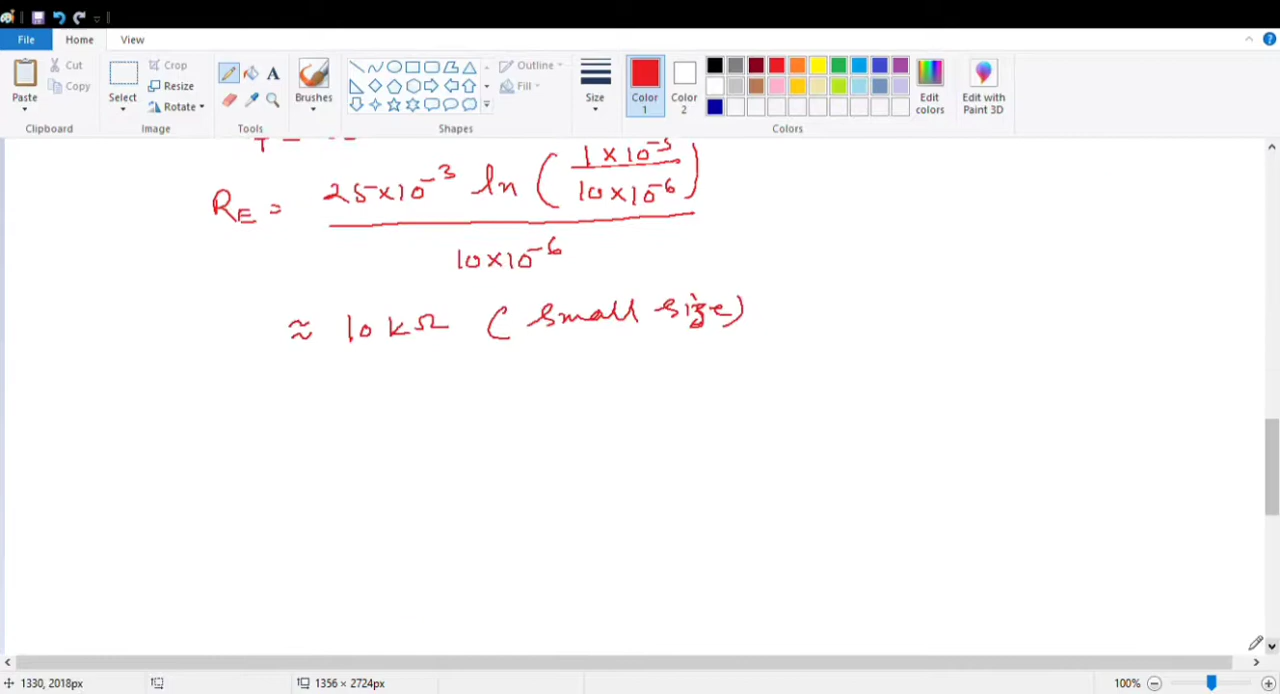 File Home View
Cut Crop Outline
Copy Resize Fill
Paste Select Rotate Brushes Size Color Color Edit Edit with
1 2 colors Paint 3D
Clipboard Image Tools Shapes Colors
1×10⁻³
R_E = 25×10⁻³ ln ( 10×10⁻⁶ )
10×10⁻⁶
≈ 10 kΩ ( small size)
1330, 2018px 1356 × 2724px 100%